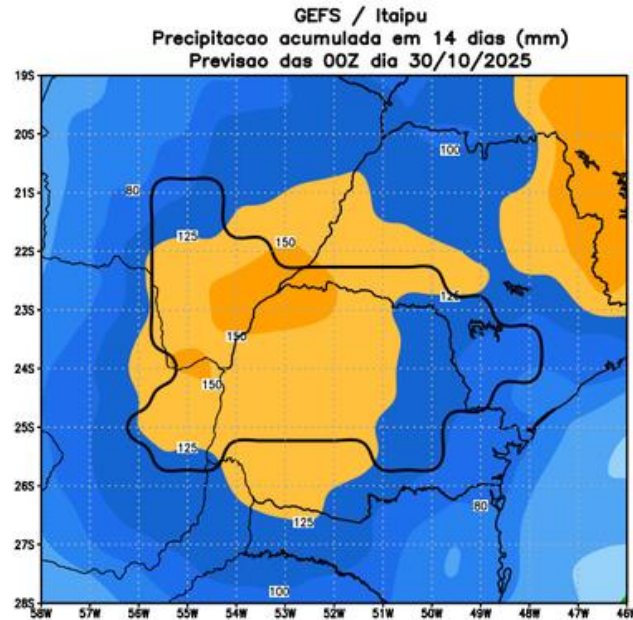 GEFS / Itaipu
Precipitacao acumulada em 14 dias (mm)
Previsao das 00Z dia 30/10/2025
19S
20S
100
21S
80
125
150
22S
125
23S
150
24S
150
25S
125
26S
80
125
27S
100
28S
58W 57W 56W 55W 54W 53W 52W 51W 50W 49W 48W 47W 46W